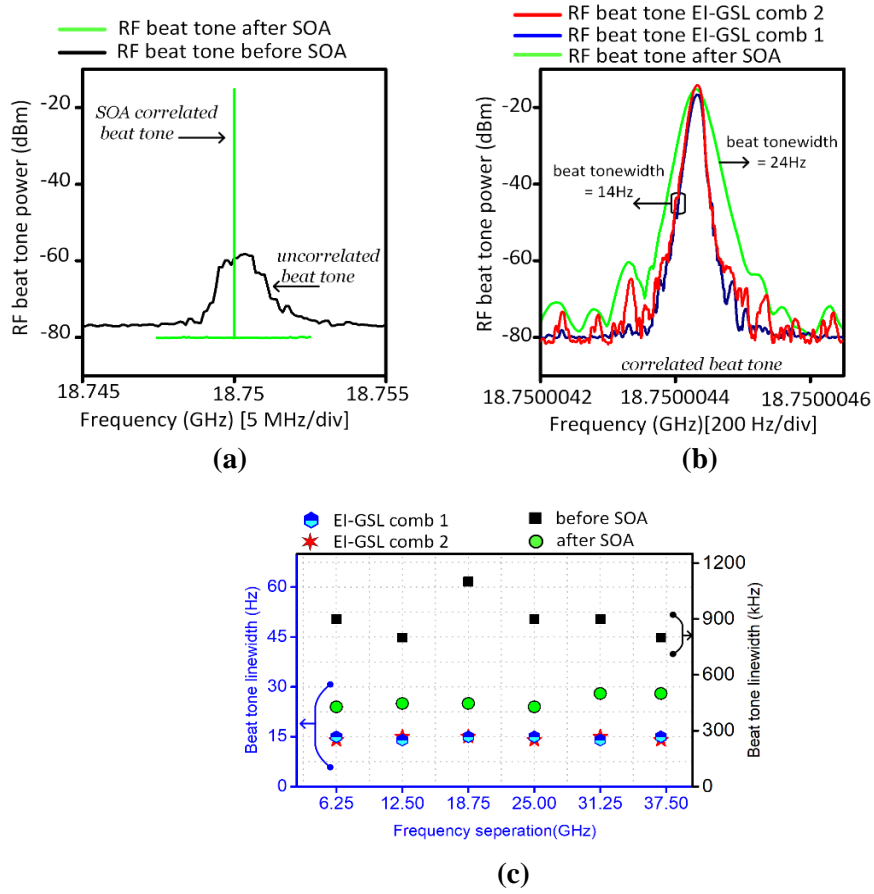 RF beat tone after SOA
RF beat tone before SOA
RF beat tone power (dBm)
-20
-40
-60
-80
SOA correlated
beat tone
uncorrelated
beat tone
18.745
18.75
18.755
Frequency (GHz) [5 MHz/div]
(a)
RF beat tone EI-GSL comb 2
RF beat tone EI-GSL comb 1
RF beat tone after SOA
RF beat tone power (dBm)
-20
-40
-60
-80
beat tonewidth
= 14Hz
beat tonewidth
= 24Hz
correlated beat tone
18.7500042
18.7500044
18.7500046
Frequency (GHz)[200 Hz/div]
(b)
EI-GSL comb 1
EI-GSL comb 2
before SOA
after SOA
Beat tone linewidth (Hz)
60
45
30
15
0
1200
900
600
300
0
Beat tone linewidth (kHz)
6.25
12.50
18.75
25.00
31.25
37.50
Frequency seperation(GHz)
(c)